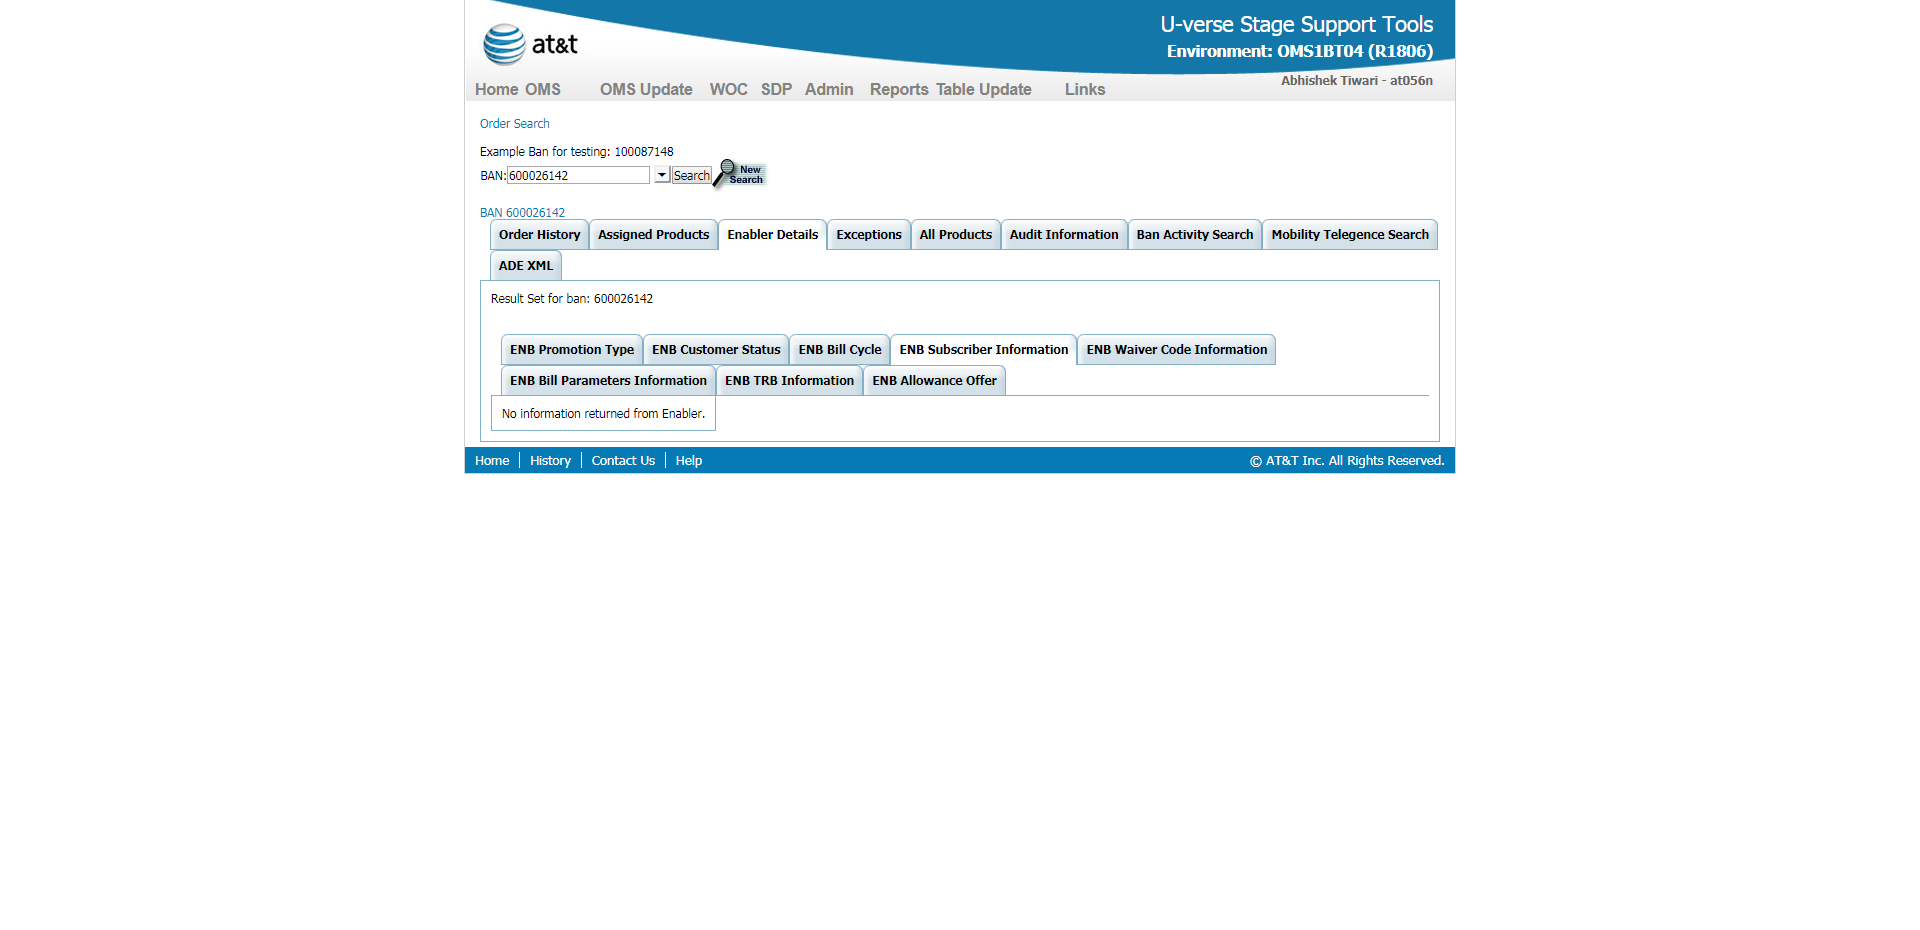 at&t
U-verse Stage Support Tools
Environment: OMS1BT04 (R1806)
Abhishek Tiwari - at056n
Home OMS OMS Update WOC SDP Admin Reports Table Update Links
Order Search
Example Ban for testing: 100087148
BAN: 600026142 Search New Search
BAN 600026142
Order History Assigned Products Enabler Details Exceptions All Products Audit Information Ban Activity Search Mobility Telegence Search
ADE XML
Result Set for ban: 600026142
ENB Promotion Type ENB Customer Status ENB Bill Cycle ENB Subscriber Information ENB Waiver Code Information
ENB Bill Parameters Information ENB TRB Information ENB Allowance Offer
No information returned from Enabler.
Home History Contact Us Help © AT&T Inc. All Rights Reserved.